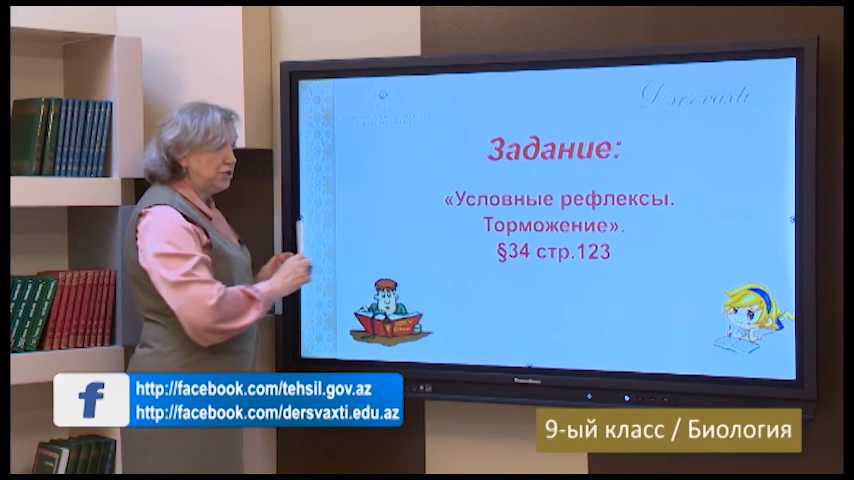 Dərs vaxti
Задание:
«Условные рефлексы.
Торможение».
§34 стр.123
http://facebook.com/tehsil.gov.az
http://facebook.com/dersvaxti.edu.az
9-ый класс / Биология